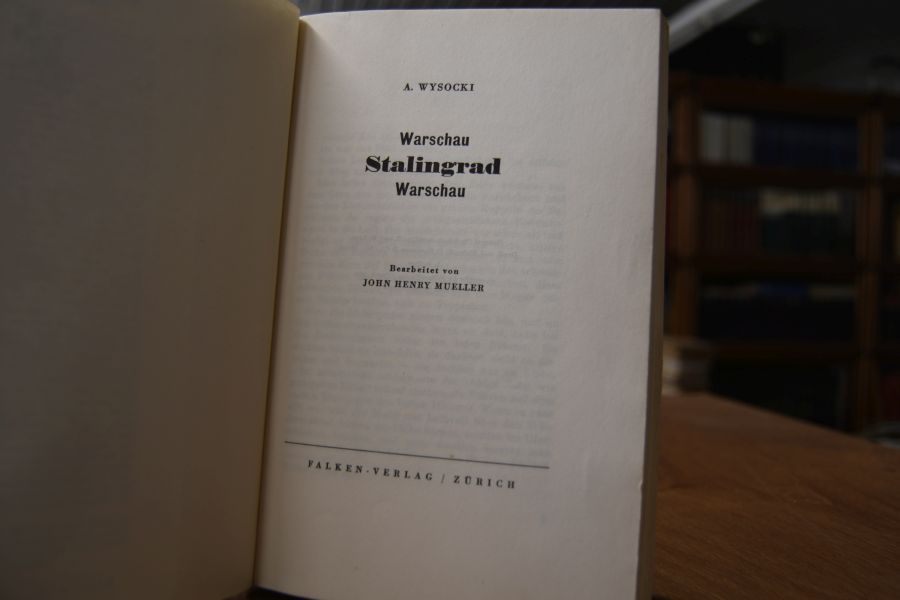 A. WYSOCKI
Warschau
Stalingrad
Warschau
Bearbeitet von
JOHN HENRY MUELLER
FALKEN-VERLAG / ZÜRICH